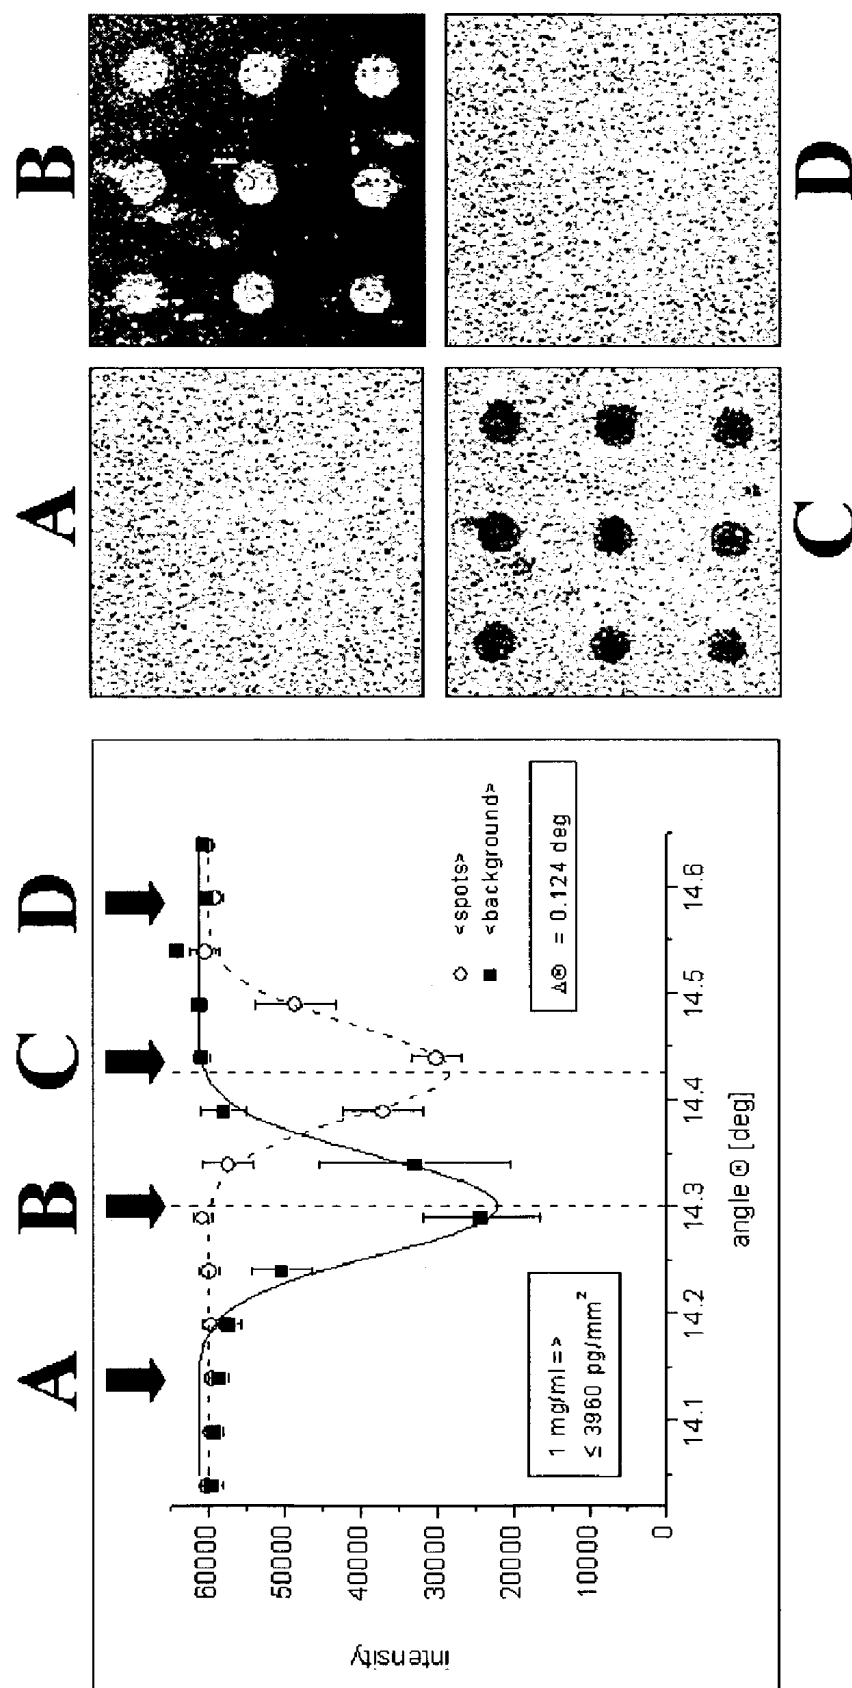 A
B
C
D
intensity
60000
50000
40000
30000
20000
10000
0
1 mg/ml =>
≤ 3960 pg/mm²
<spots>
<background>
ΔΘ = 0.124 deg
14.1
14.2
14.3
14.4
14.5
14.6
angle Θ [deg]
A
B
C
D